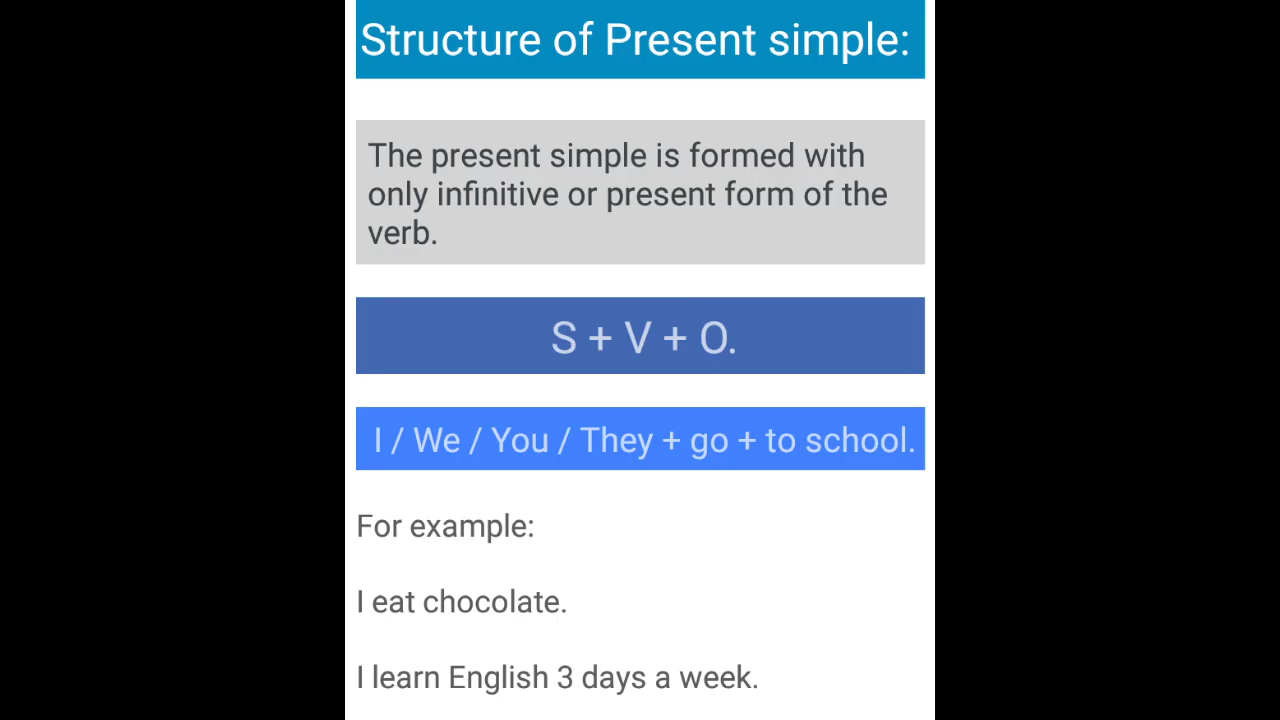 Structure of Present simple:
The present simple is formed with
only infinitive or present form of the
verb.
S + V + O.
I / We / You / They + go + to school.
For example:
I eat chocolate.
I learn English 3 days a week.